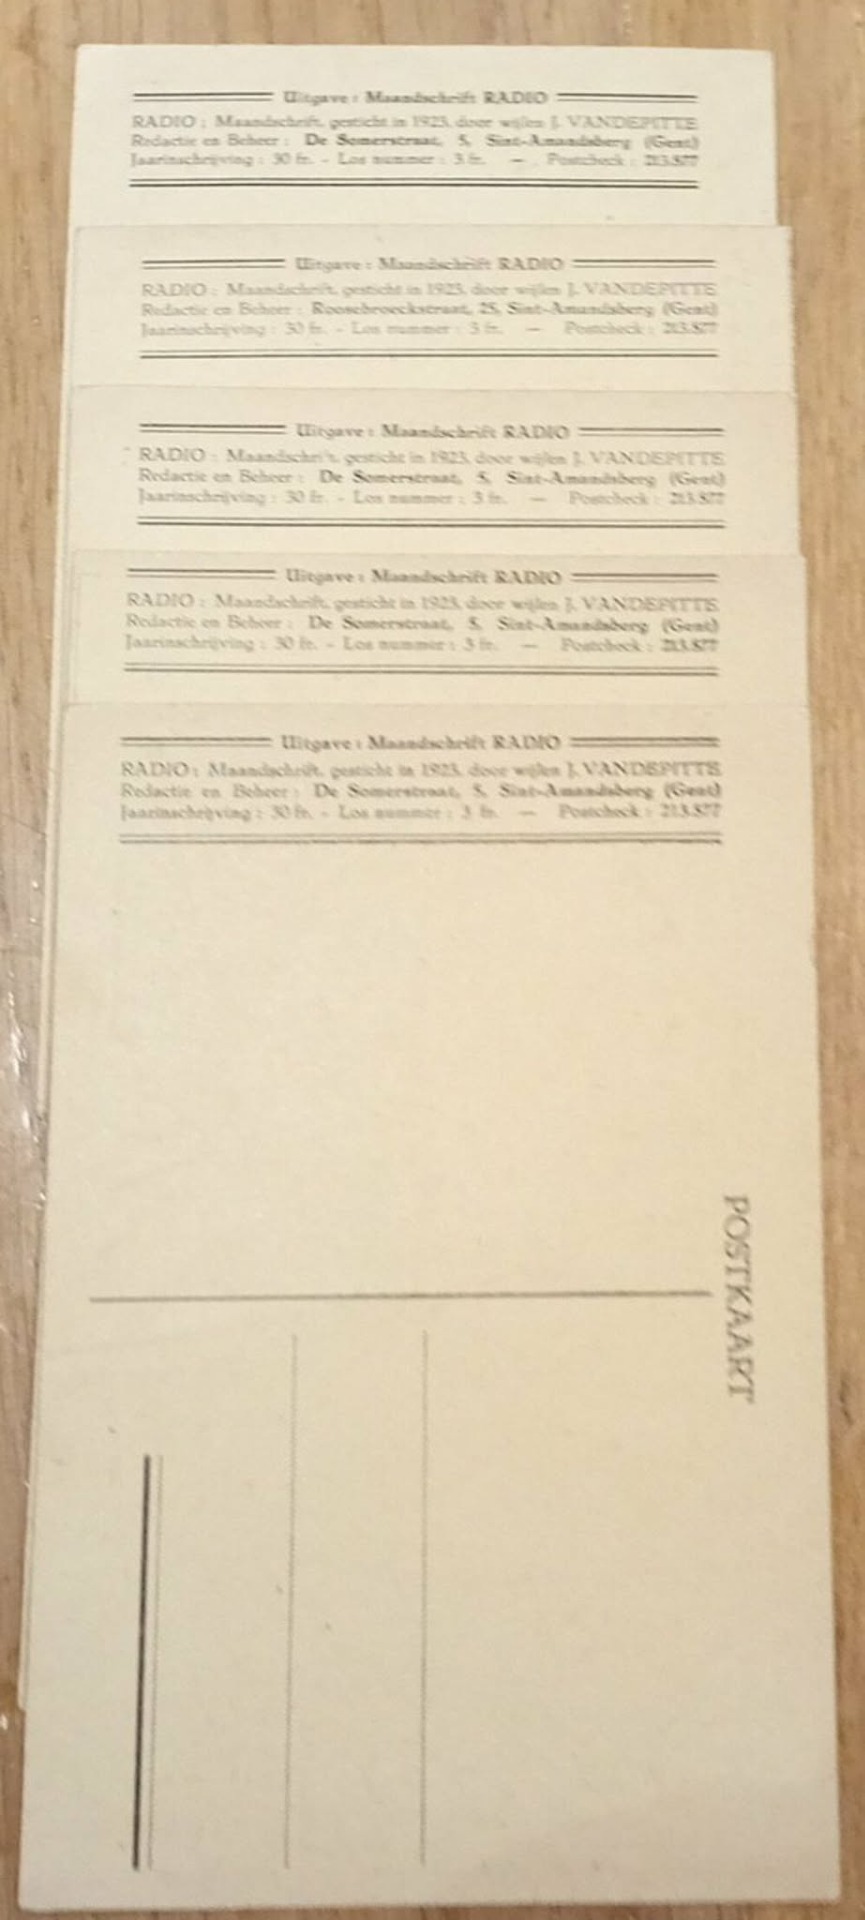 Uitgave : Maandschrift RADIO
RADIO : Maandschrift, gesticht in 1923, door wijlen J. VANDEPITTE
Redactie en Beheer : De Somerstraat, 5, Sint-Amandsberg (Gent)
Jaarinschrijving : 30 fr. - Los nummer : 3 fr. — Postcheck : 213.877
Uitgave : Maandschrift RADIO
RADIO : Maandschrift, gesticht in 1923, door wijlen J. VANDEPITTE
Redactie en Beheer : Roosebroeckstraat, 25, Sint-Amandsberg (Gent)
Jaarinschrijving : 30 fr. - Los nummer : 3 fr. — Postcheck : 213.877
Uitgave : Maandschrift RADIO
RADIO : Maandschri't, gesticht in 1923, door wijlen J. VANDEPITTE
Redactie en Beheer : De Somerstraat, 5, Sint-Amandsberg (Gent)
Jaarinschrijving : 30 fr. - Los nummer : 3 fr. — Postcheck : 213.877
Uitgave : Maandschrift RADIO
RADIO : Maandschrift, gesticht in 1923, door wijlen J. VANDEPITTE
Redactie en Beheer : De Somerstraat, 5, Sint-Amandsberg (Gent)
Jaarinschrijving : 30 fr. - Los nummer : 3 fr. — Postcheck : 213.877
Uitgave : Maandschrift RADIO
RADIO : Maandschrift, gesticht in 1923, door wijlen J. VANDEPITTE
Redactie en Beheer : De Somerstraat, 5, Sint-Amandsberg (Gent)
Jaarinschrijving : 30 fr. - Los nummer : 3 fr. — Postcheck : 213.877
POSTKAART